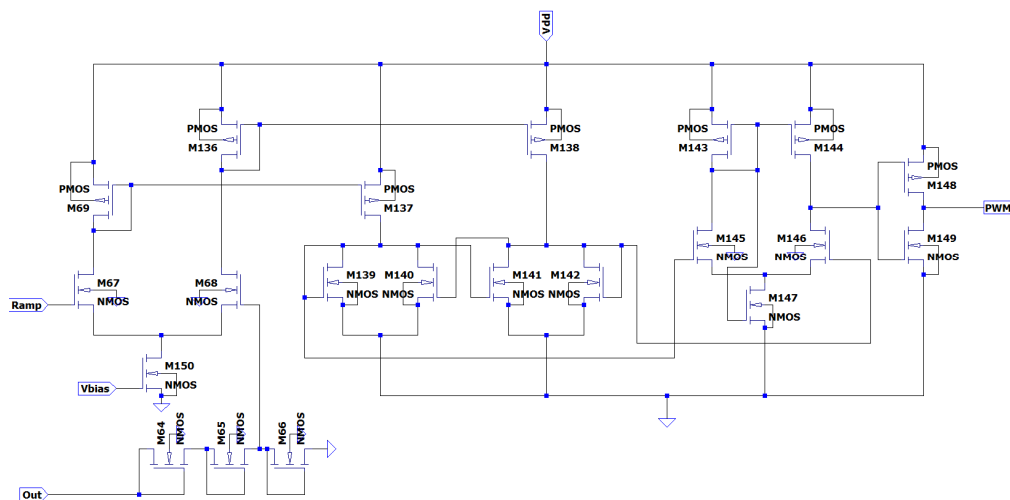 Vdd
PMOS
M136
PMOS
M138
PMOS
M143
PMOS
M144
PMOS
M69
PMOS
M137
PMOS
M148
PWM
M67
NMOS
M68
NMOS
M139
NMOS
M140
NMOS
M141
NMOS
M142
NMOS
M145
NMOS
M146
NMOS
M149
NMOS
Ramp
M147
NMOS
M150
NMOS
Vbias
M64
NMOS
M65
NMOS
M66
NMOS
Out